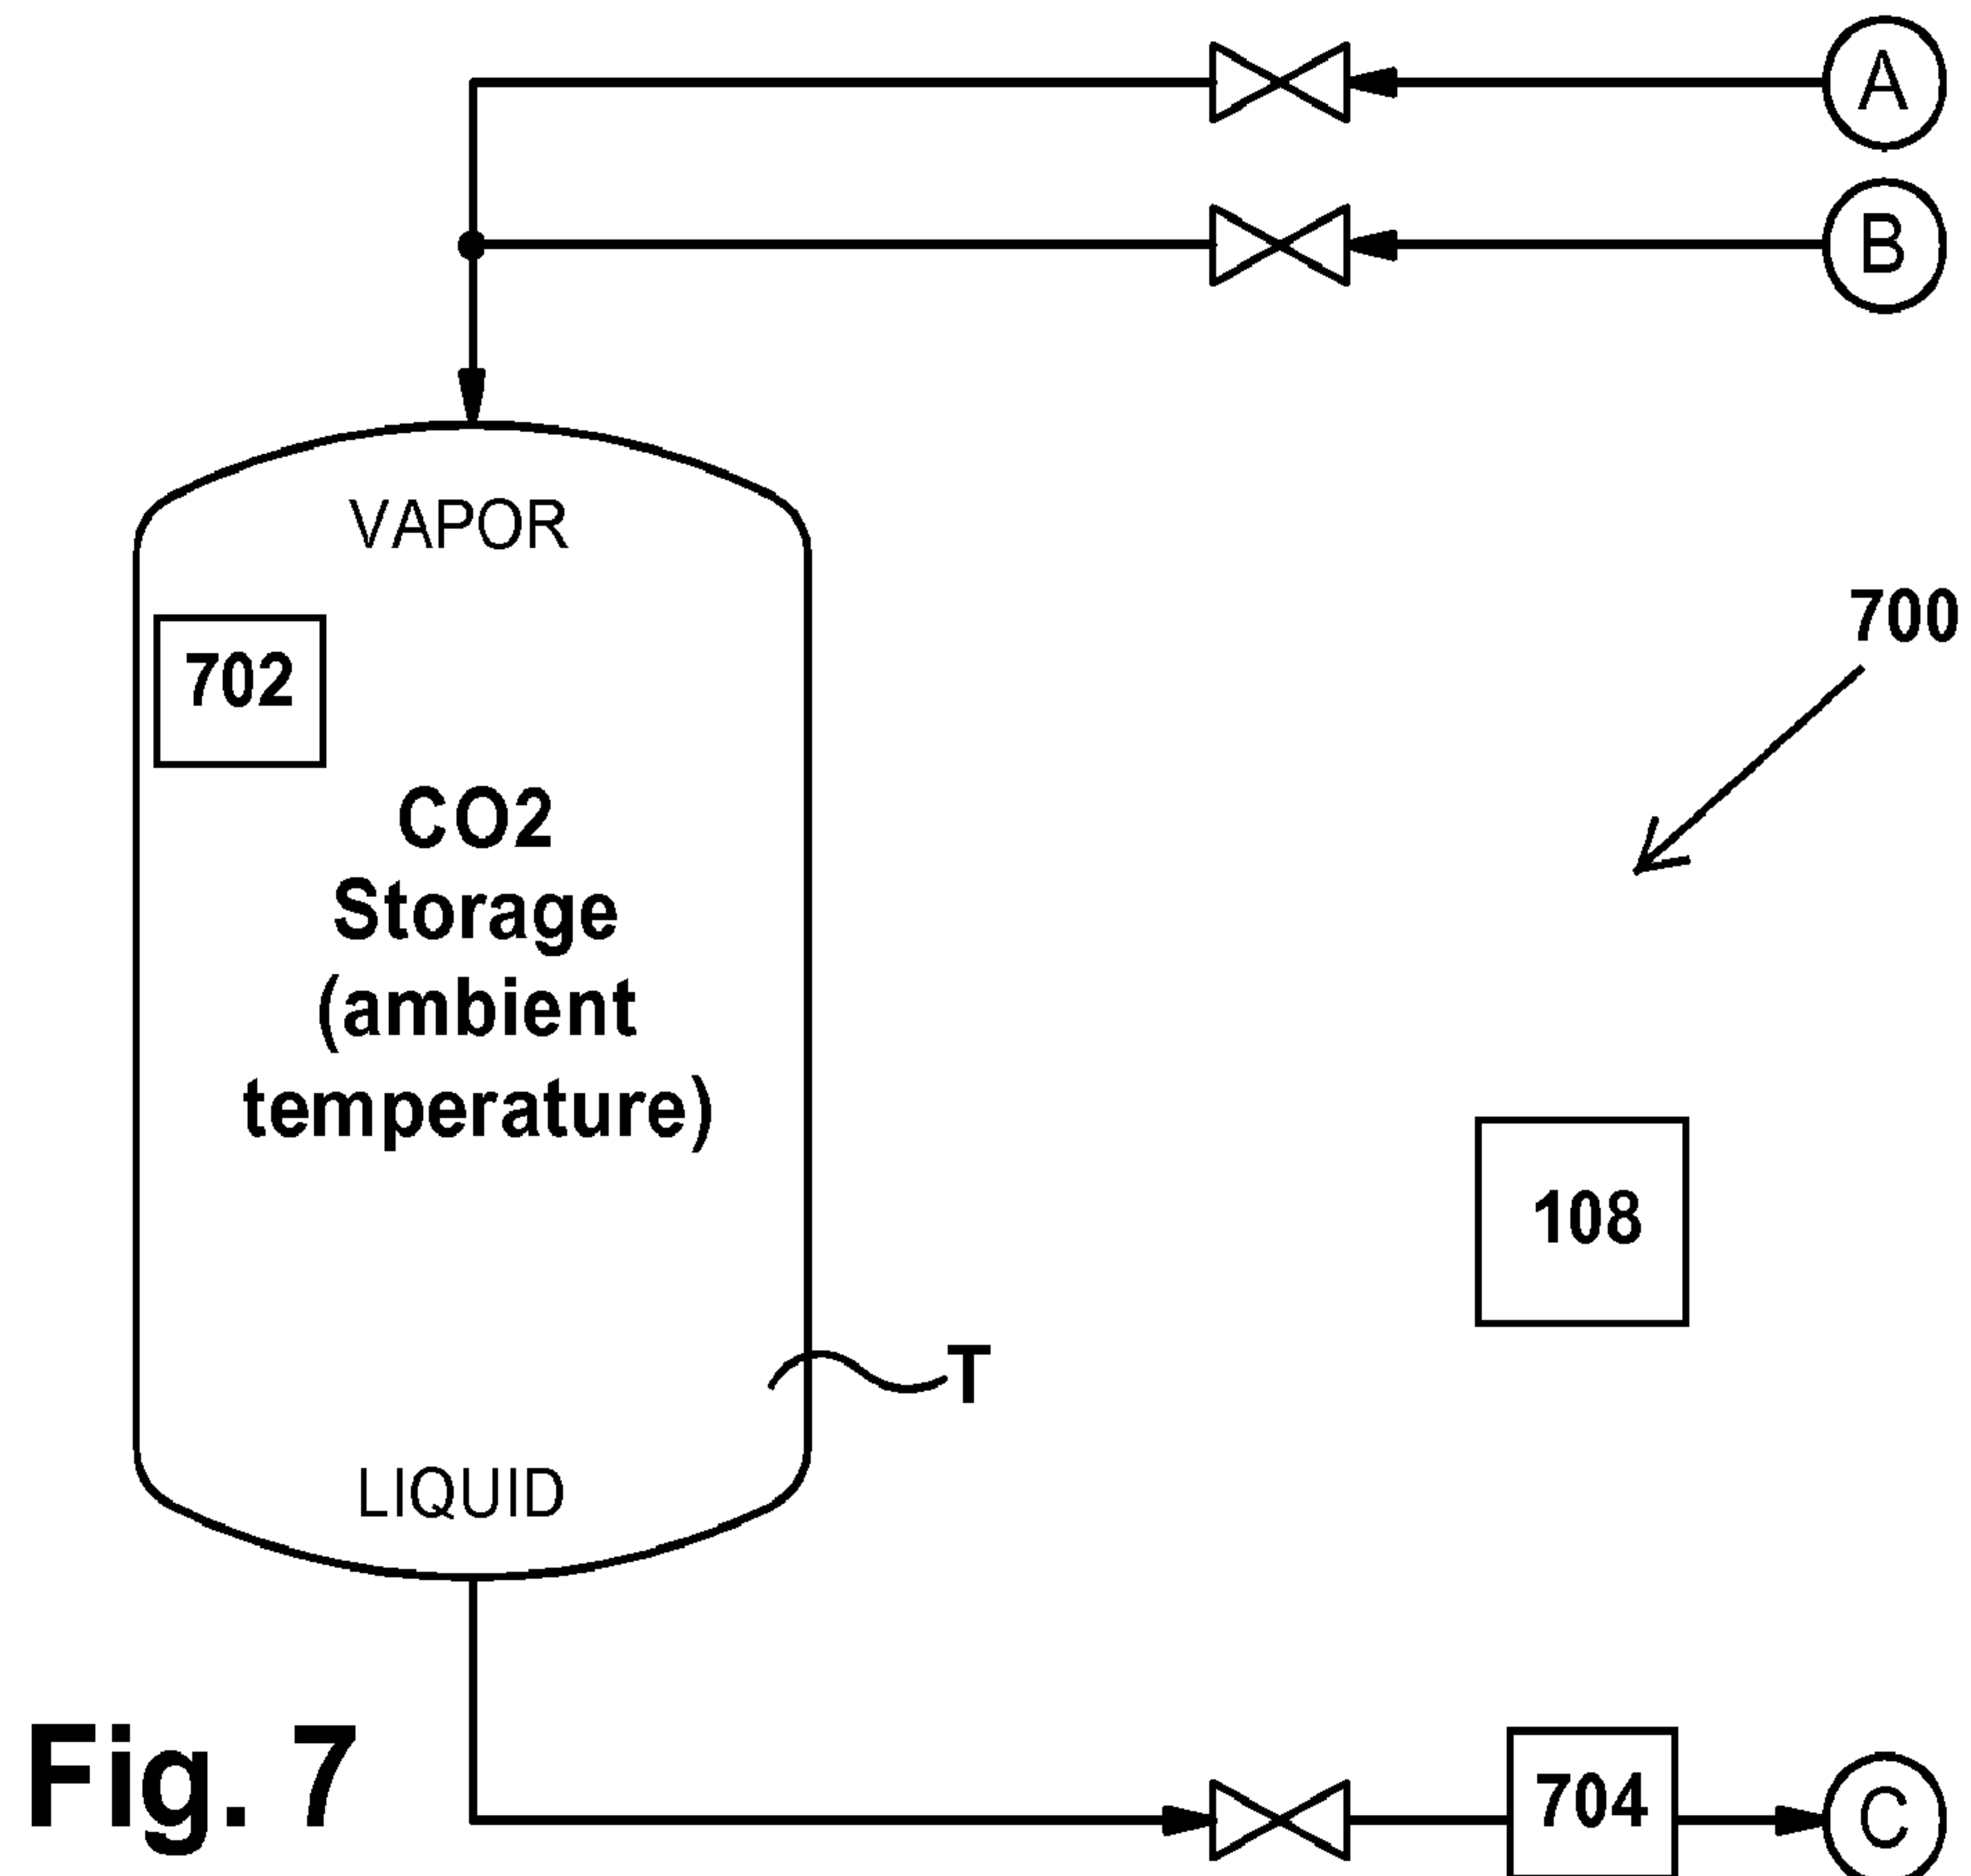 A
B
VAPOR
700
702
CO2
Storage
(ambient
temperature)
108
T
LIQUID
Fig. 7
704
C